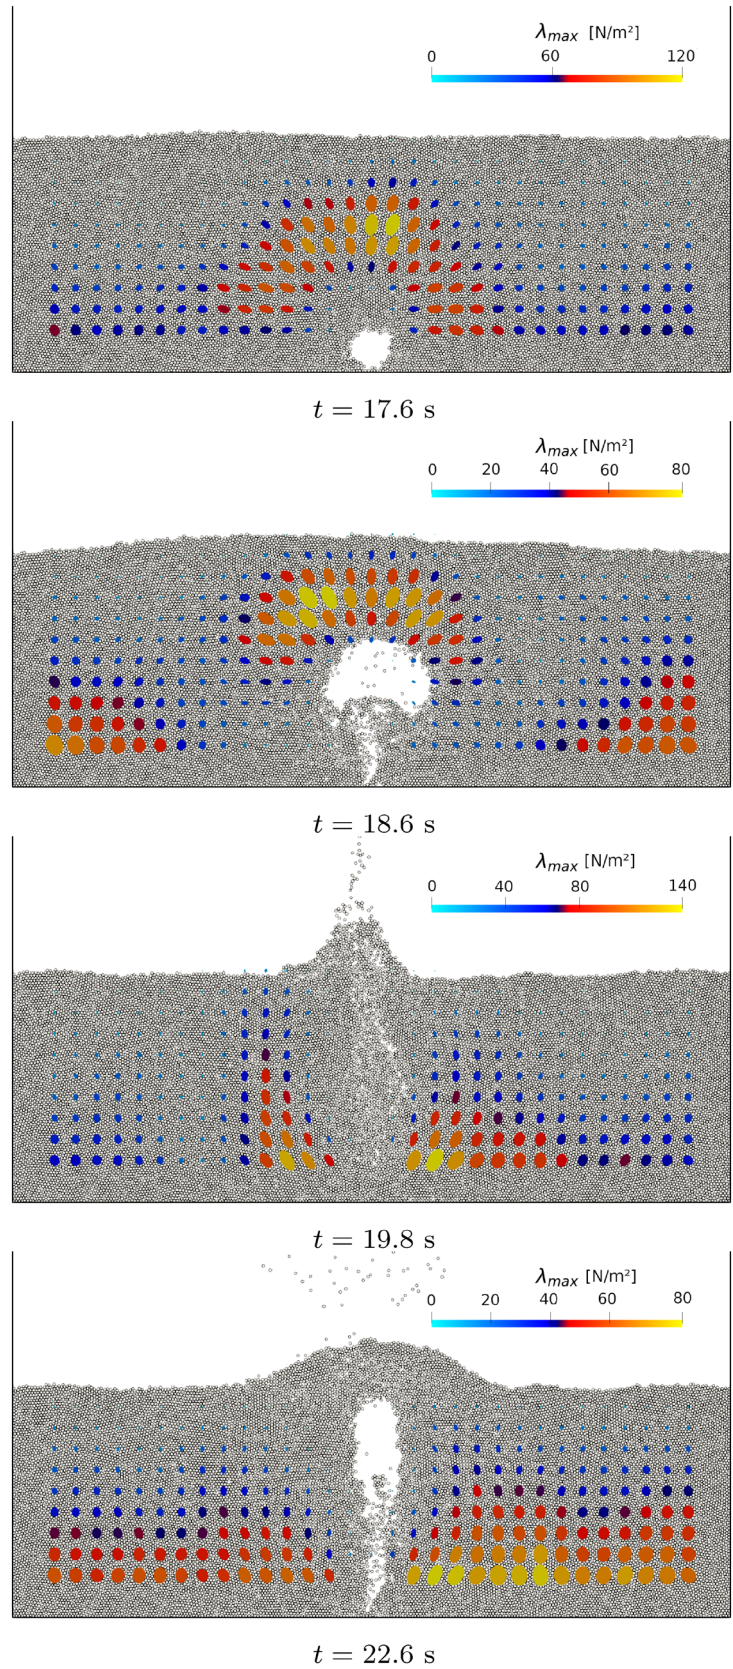 λmax [N/m²]
0 60 120
t = 17.6 s
λmax [N/m²]
0 20 40 60 80
t = 18.6 s
λmax [N/m²]
0 40 80 140
t = 19.8 s
λmax [N/m²]
0 20 40 60 80
t = 22.6 s